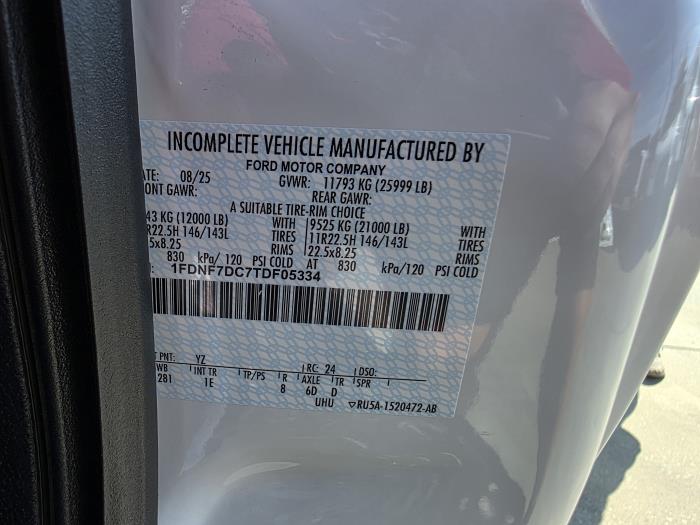 INCOMPLETE VEHICLE MANUFACTURED BY
FORD MOTOR COMPANY
ATE: 08/25 GVWR: 11793 KG (25999 LB)
ONT GAWR: REAR GAWR:
A SUITABLE TIRE-RIM CHOICE
43 KG (12000 LB) WITH 9525 KG (21000 LB) WITH
R22.5H 146/143L TIRES 11R22.5H 146/143L TIRES
.5x8.25 RIMS 22.5x8.25 RIMS
830 kPa/120 PSI COLD AT 830 kPa/120 PSI COLD
: 1FDNF7DC7TDF05334
T PNT: YZ RC: 24 DSO:
WB INT TR TP/PS R AXLE TR SPR
281 1E 8 6D D
UHU ▽RU5A-1520472-AB